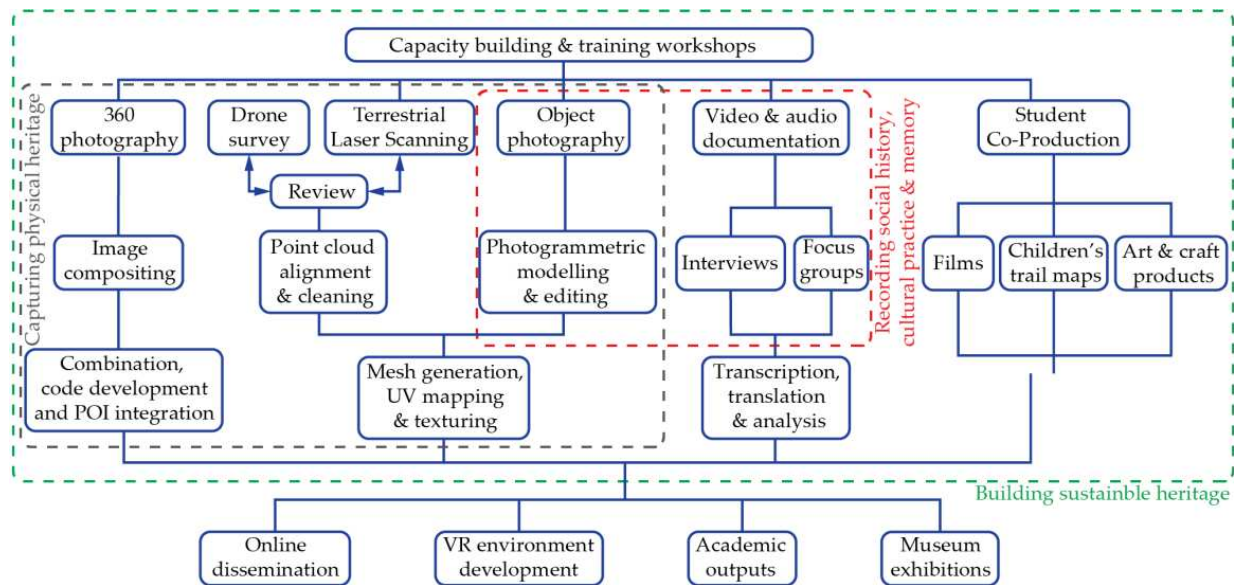 Capacity building & training workshops
Capturing physical heritage
360
photography
Drone
survey
Terrestrial
Laser Scanning
Object
photography
Video & audio
documentation
Student
Co-Production
Recording social history,
cultural practice & memory
Review
Image
compositing
Point cloud
alignment
& cleaning
Photogrammetric
modelling
& editing
Interviews
Focus
groups
Films
Children's
trail maps
Art & craft
products
Combination,
code development
and POI integration
Mesh generation,
UV mapping
& texturing
Transcription,
translation
& analysis
Building sustainble heritage
Online
dissemination
VR environment
development
Academic
outputs
Museum
exhibitions